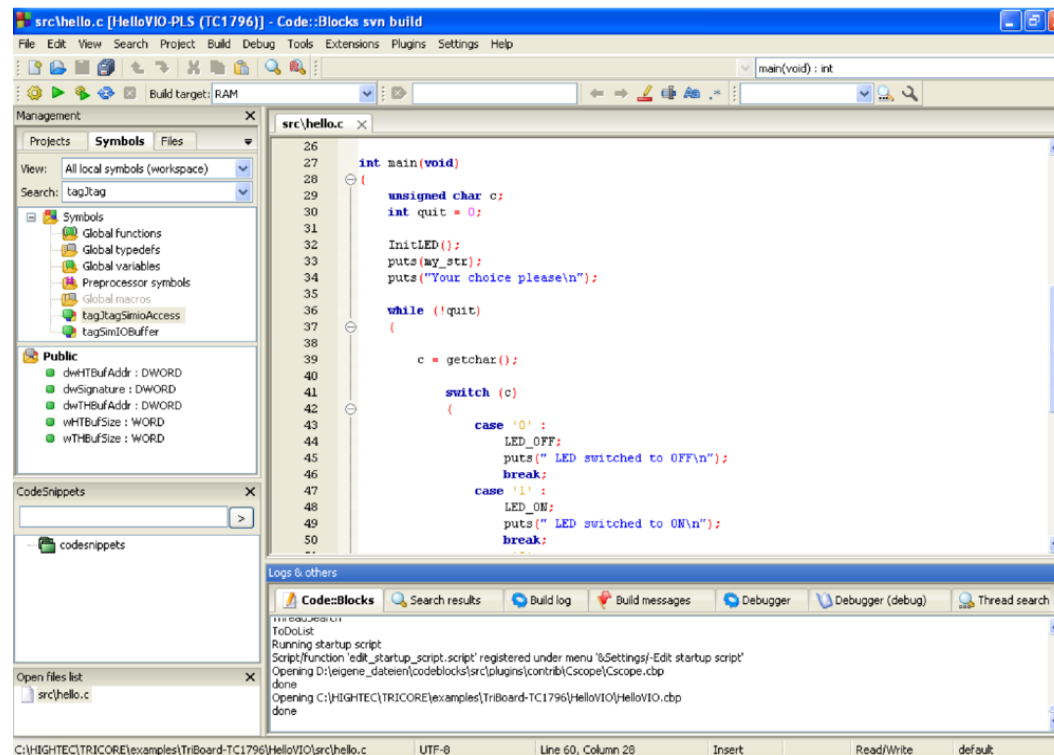 src\hello.c [HelloVIO-PLS (TC1796)] - Code::Blocks svn build
File Edit View Search Project Build Debug Tools Extensions Plugins Settings Help
main(void) : int
Build target: RAM
Management
Projects Symbols Files
View: All local symbols (workspace)
Search: tagJtag
Symbols
Global functions
Global typedefs
Global variables
Preprocessor symbols
Global macros
tagJtagSimioAccess
tagSimIOBuffer
Public
dwHTBufAddr : DWORD
dwSignature : DWORD
dwTHBufAddr : DWORD
wHTBufSize : WORD
wTHBufSize : WORD
CodeSnippets
>
codesnippets
Open files list
src\hello.c
src\hello.c
26
27 int main(void)
28 {
29 unsigned char c;
30 int quit = 0;
31
32 InitLED();
33 puts(my_str);
34 puts("Your choice please\n");
35
36 while (!quit)
37 {
38
39 c = getchar();
40
41 switch (c)
42 {
43 case '0' :
44 LED_OFF;
45 puts(" LED switched to OFF\n");
46 break;
47 case '1' :
48 LED_ON;
49 puts(" LED switched to ON\n");
50 break;
Logs & others
Code::Blocks Search results Build log Build messages Debugger Debugger (debug) Thread search
ThreadSearch
ToDoList
Running startup script
Script/function 'edit_startup_script.script' registered under menu '&Settings/-Edit startup script'
Opening D:\eigene_dateien\codeblocks\src\plugins\contrib\Cscope\Cscope.cbp
done
Opening C:\HIGHTEC\TRICORE\examples\TriBoard-TC1796\HelloVIO\HelloVIO.cbp
done
C:\HIGHTEC\TRICORE\examples\TriBoard-TC1796\HelloVIO\src\hello.c UTF-8 Line 60, Column 28 Insert Read/Write default